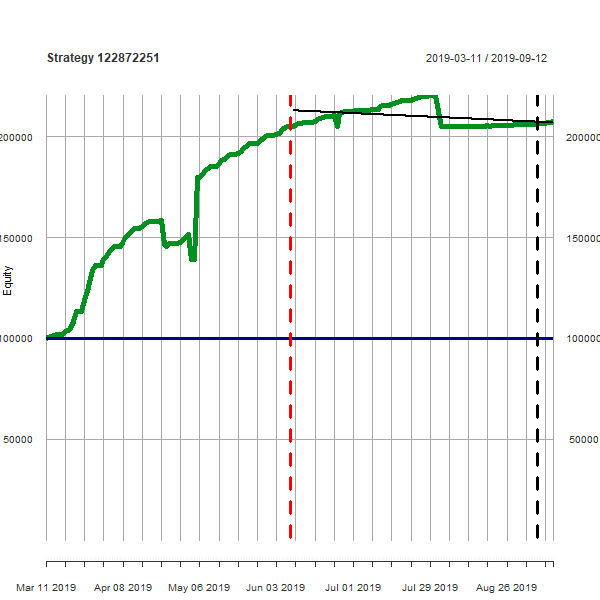 Strategy 122872251
2019-03-11 / 2019-09-12
200000
200000
150000
150000
Equity
100000
100000
50000
50000
Mar 11 2019
Apr 08 2019
May 06 2019
Jun 03 2019
Jul 01 2019
Jul 29 2019
Aug 26 2019